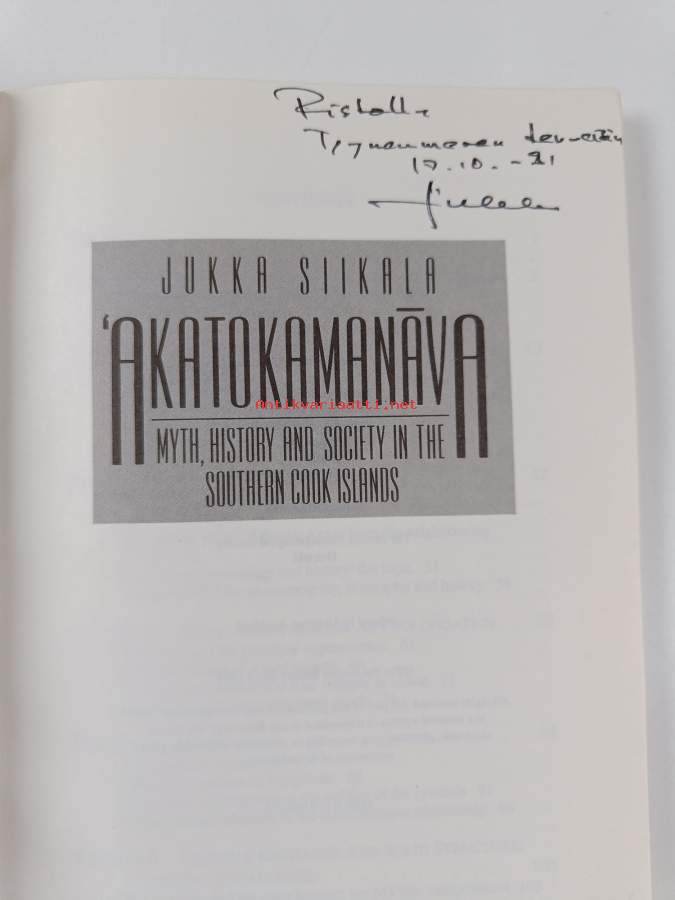 Ristolle
Tyynenmeren
17.10.-91
JUKKA SIIKALA
'AKATOKAMANĀVA
Antikvariaatti.net
MYTH, HISTORY AND SOCIETY IN THE
SOUTHERN COOK ISLANDS